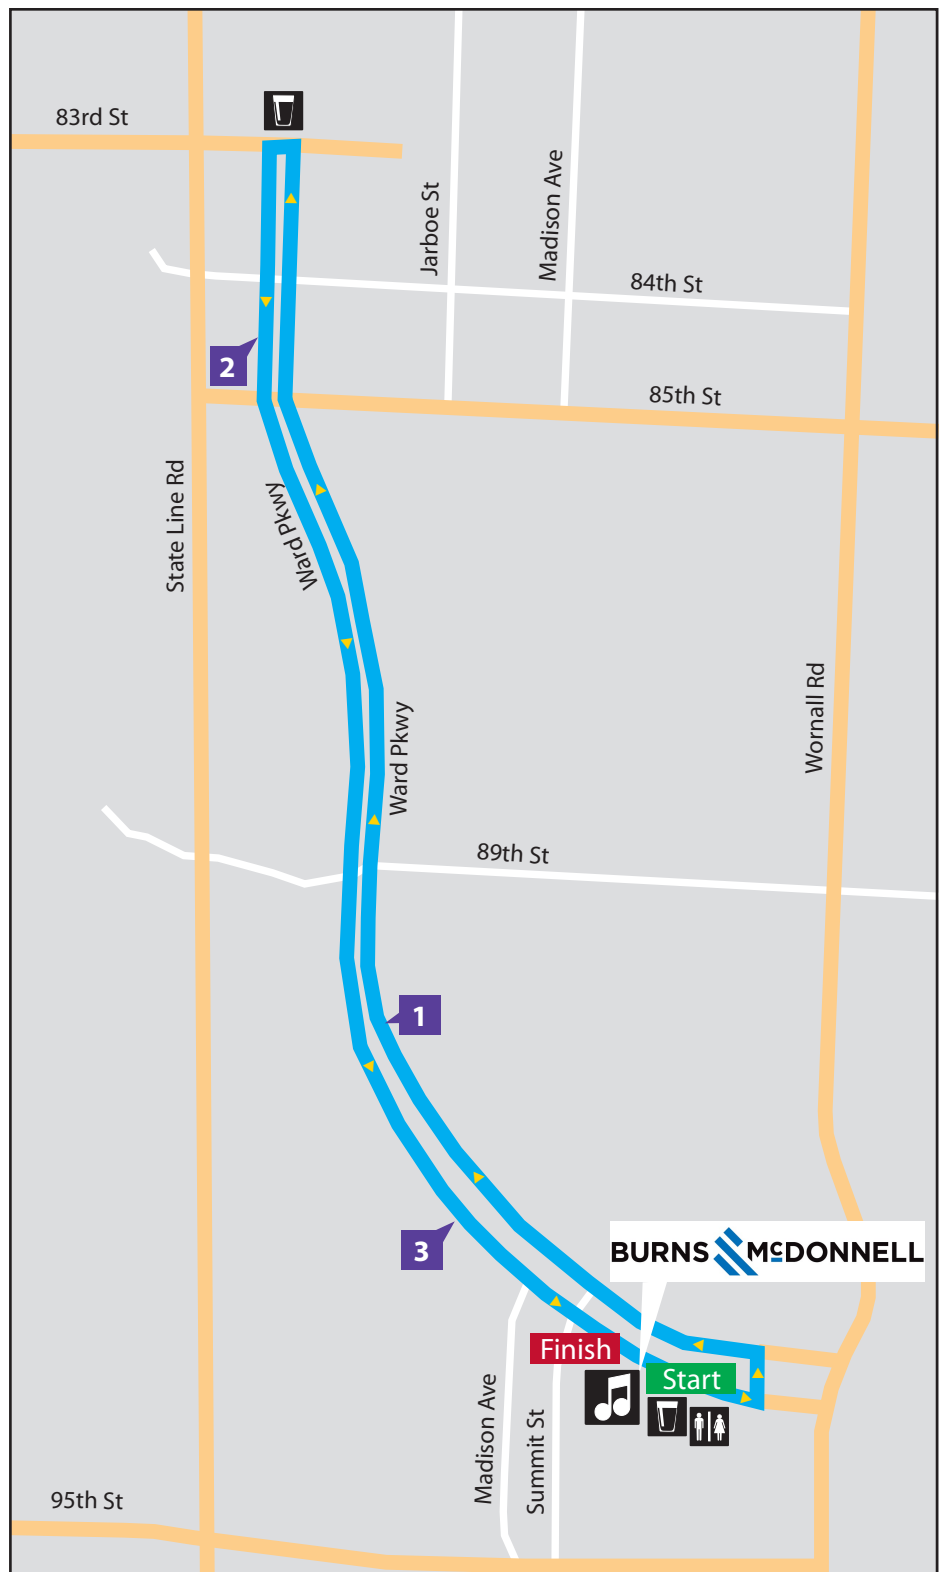 83rd St
Jarboe St
Madison Ave
84th St
2
85th St
State Line Rd
Ward Pkwy
Wornall Rd
Ward Pkwy
89th St
1
3
BURNS McDONNELL
Finish
Start
Madison Ave
Summit St
95th St